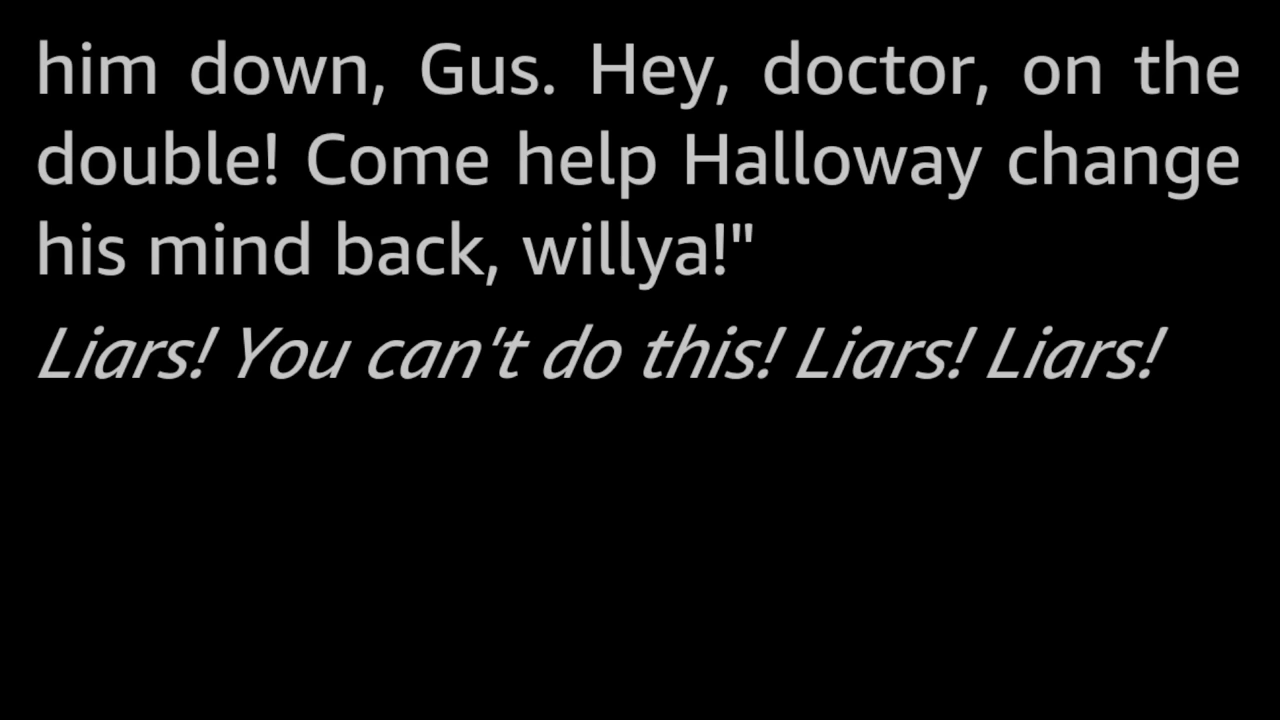 him down, Gus. Hey, doctor, on the
double! Come help Halloway change
his mind back, willya!"
Liars! You can't do this! Liars! Liars!